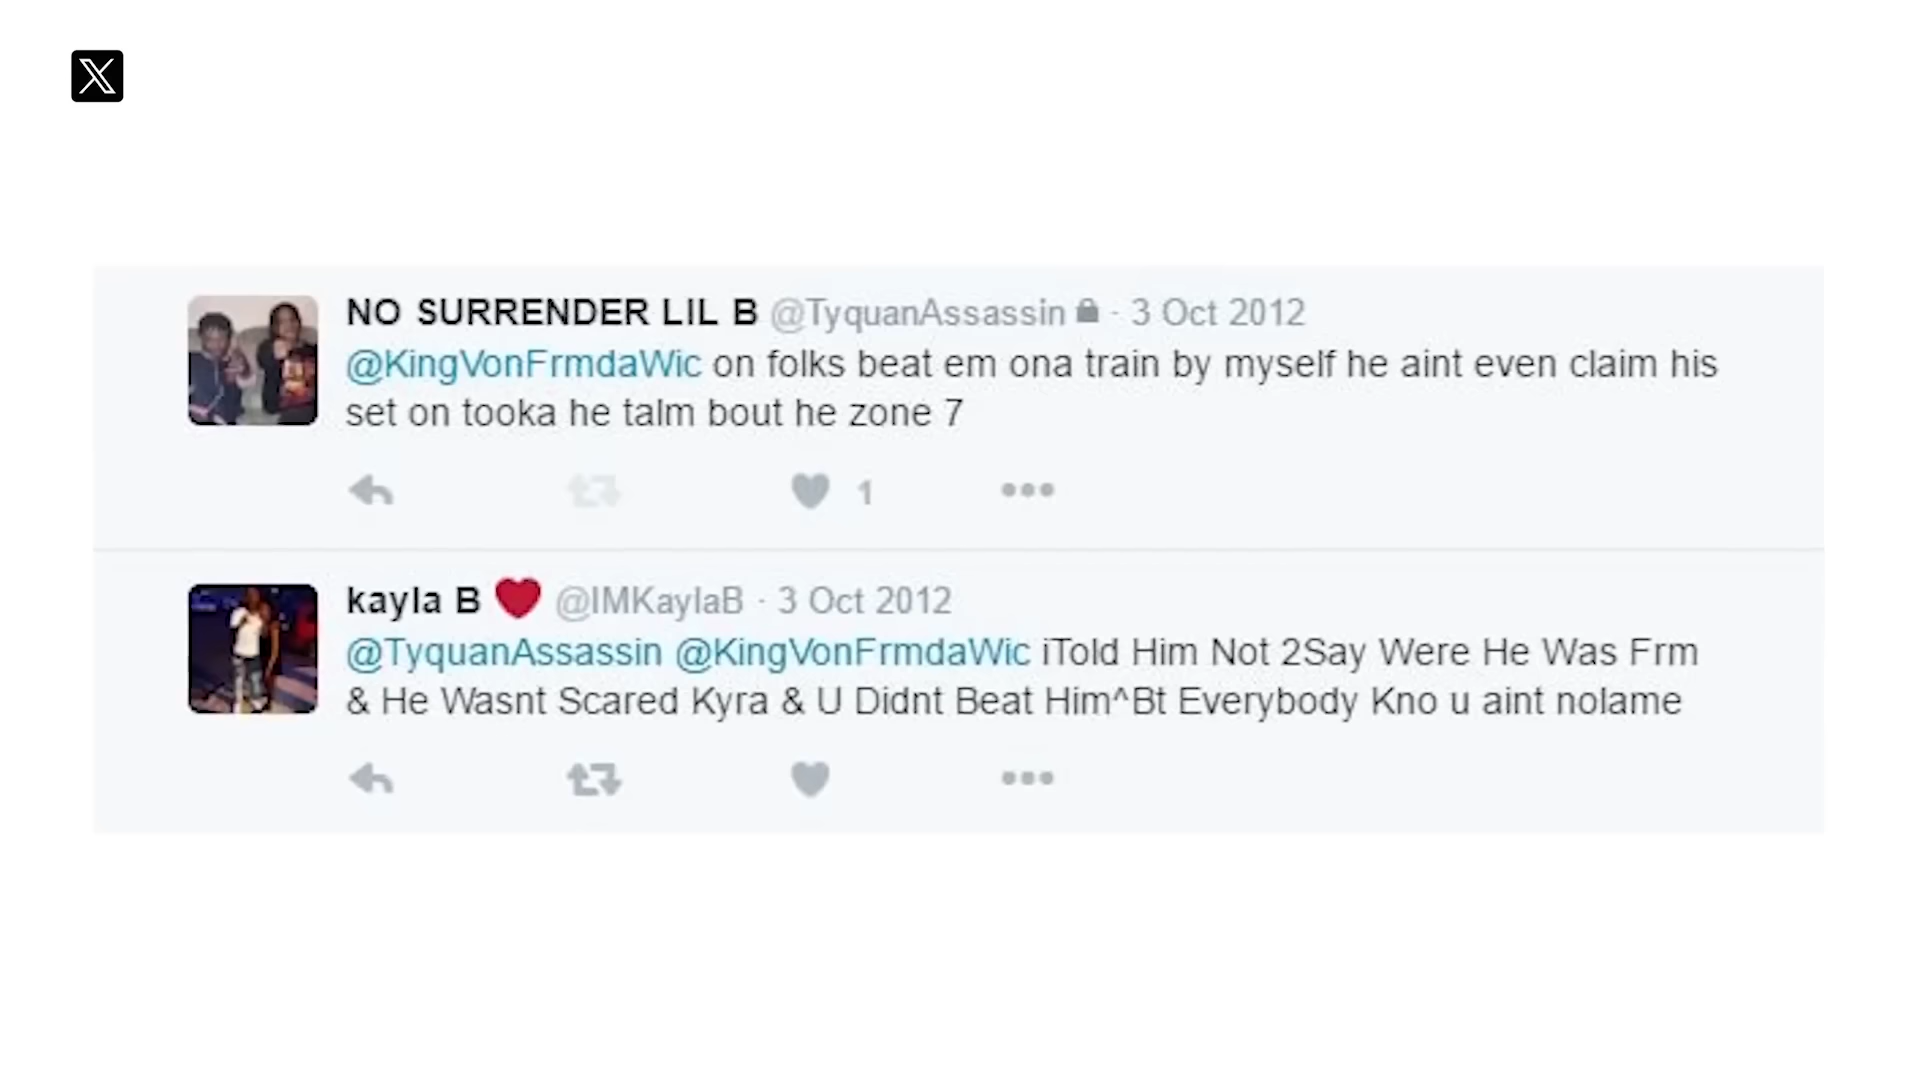 NO SURRENDER LIL B @TyquanAssassin · 3 Oct 2012
@KingVonFrmdaWic on folks beat em ona train by myself he aint even claim his
set on tooka he talm bout he zone 7
1
kayla B @IMKaylaB · 3 Oct 2012
@TyquanAssassin @KingVonFrmdaWic iTold Him Not 2Say Were He Was Frm
& He Wasnt Scared Kyra & U Didnt Beat Him^Bt Everybody Kno u aint nolame